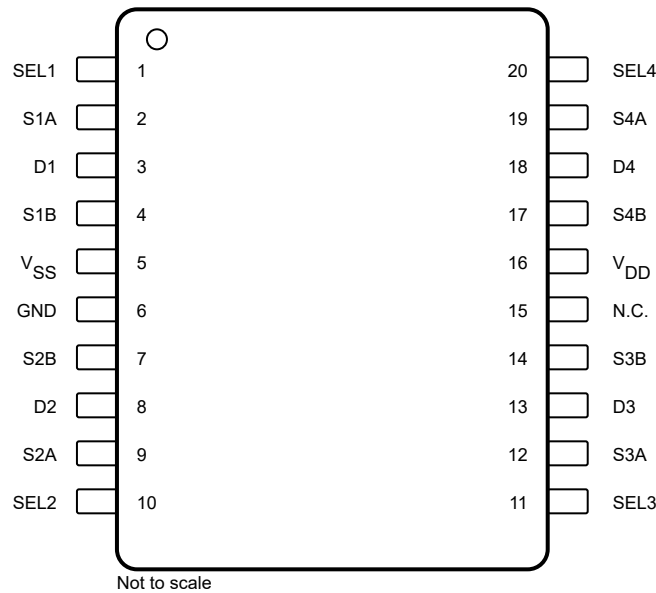 SEL1 1 20 SEL4
S1A 2 19 S4A
D1 3 18 D4
S1B 4 17 S4B
VSS 5 16 VDD
GND 6 15 N.C.
S2B 7 14 S3B
D2 8 13 D3
S2A 9 12 S3A
SEL2 10 11 SEL3
Not to scale